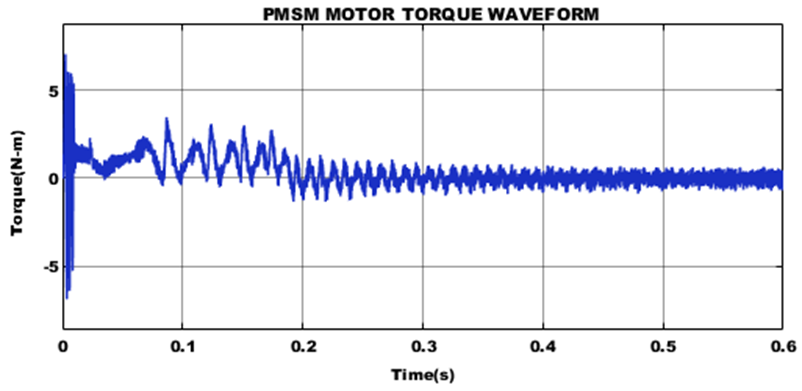 PMSM MOTOR TORQUE WAVEFORM
Torque(N-m)
5
0
-5
0 0.1 0.2 0.3 0.4 0.5 0.6
Time(s)